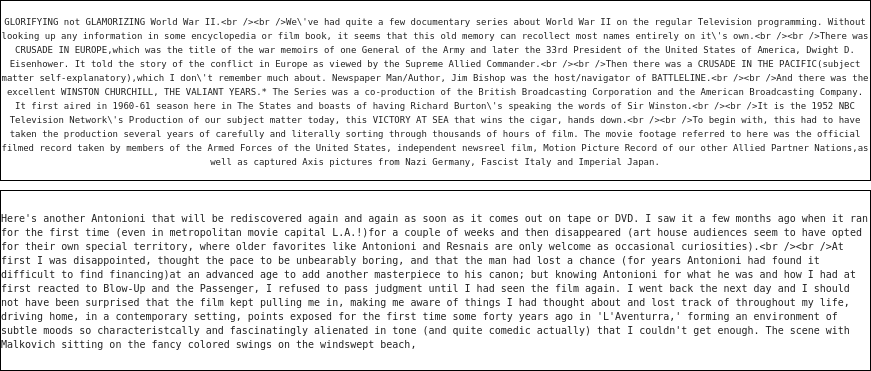 GLORIFYING not GLAMORIZING World War II.<br /><br />We\'ve had quite a few documentary series about World War II on the regular Television programming. Without
looking up any information in some encyclopedia or film book, it seems that this old memory can recollect most names entirely on it\'s own.<br /><br />There was
CRUSADE IN EUROPE,which was the title of the war memoirs of one General of the Army and later the 33rd President of the United States of America, Dwight D.
Eisenhower. It told the story of the conflict in Europe as viewed by the Supreme Allied Commander.<br /><br />Then there was a CRUSADE IN THE PACIFIC(subject
matter self-explanatory),which I don\'t remember much about. Newspaper Man/Author, Jim Bishop was the host/navigator of BATTLELINE.<br /><br />And there was the
excellent WINSTON CHURCHILL, THE VALIANT YEARS.* The Series was a co-production of the British Broadcasting Corporation and the American Broadcasting Company.
It first aired in 1960-61 season here in The States and boasts of having Richard Burton\'s speaking the words of Sir Winston.<br /><br />It is the 1952 NBC
Television Network\'s Production of our subject matter today, this VICTORY AT SEA that wins the cigar, hands down.<br /><br />To begin with, this had to have
taken the production several years of carefully and literally sorting through thousands of hours of film. The movie footage referred to here was the official
filmed record taken by members of the Armed Forces of the United States, independent newsreel film, Motion Picture Record of our other Allied Partner Nations,as
well as captured Axis pictures from Nazi Germany, Fascist Italy and Imperial Japan.
Here's another Antonioni that will be rediscovered again and again as soon as it comes out on tape or DVD. I saw it a few months ago when it ran
for the first time (even in metropolitan movie capital L.A.!)for a couple of weeks and then disappeared (art house audiences seem to have opted
for their own special territory, where older favorites like Antonioni and Resnais are only welcome as occasional curiosities).<br /><br />At
first I was disappointed, thought the pace to be unbearably boring, and that the man had lost a chance (for years Antonioni had found it
difficult to find financing)at an advanced age to add another masterpiece to his canon; but knowing Antonioni for what he was and how I had at
first reacted to Blow-Up and the Passenger, I refused to pass judgment until I had seen the film again. I went back the next day and I should
not have been surprised that the film kept pulling me in, making me aware of things I had thought about and lost track of throughout my life,
driving home, in a contemporary setting, points exposed for the first time some forty years ago in 'L'Aventurra,' forming an environment of
subtle moods so characteristcally and fascinatingly alienated in tone (and quite comedic actually) that I couldn't get enough. The scene with
Malkovich sitting on the fancy colored swings on the windswept beach,